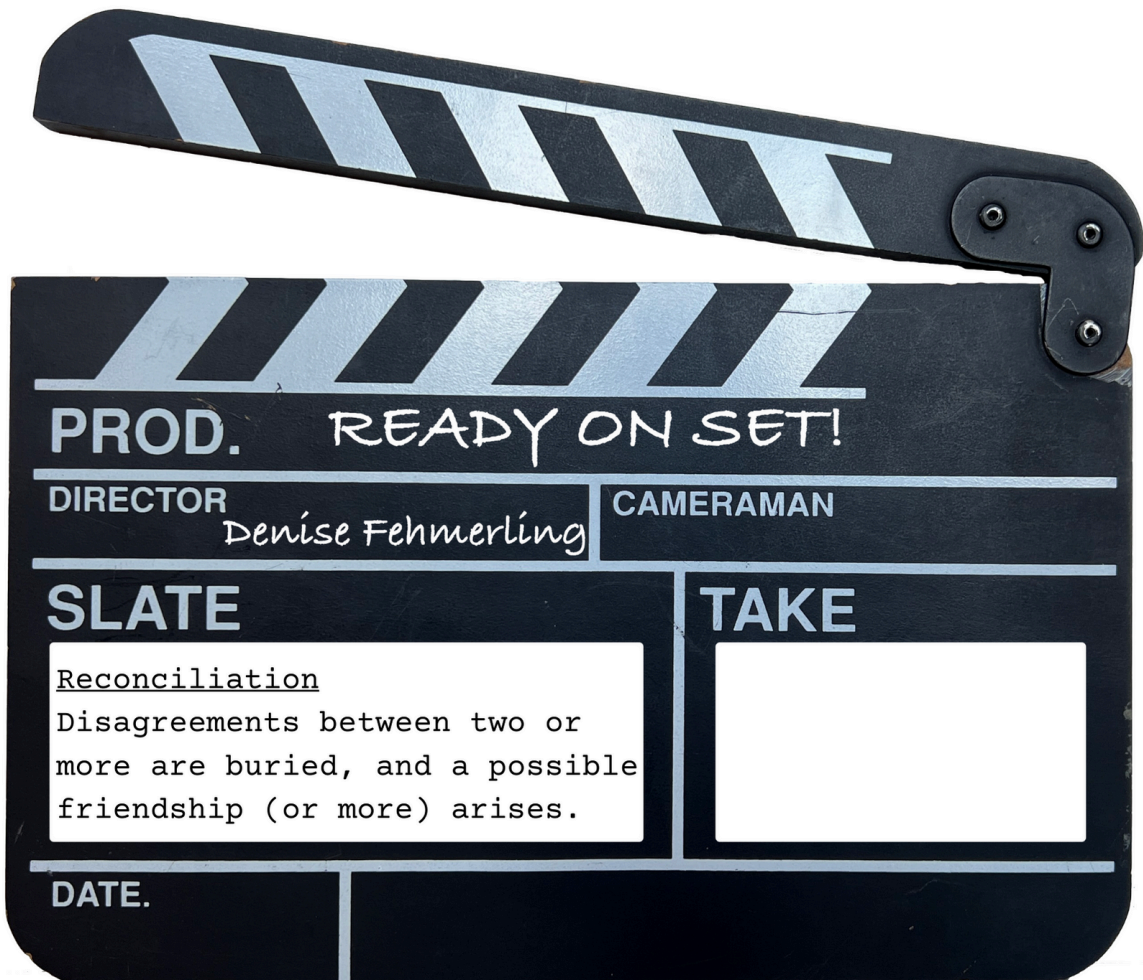 PROD. READY ON SET!
DIRECTOR
Denise Fehmerling
CAMERAMAN
SLATE
Reconciliation
Disagreements between two or
more are buried, and a possible
friendship (or more) arises.
TAKE
DATE.